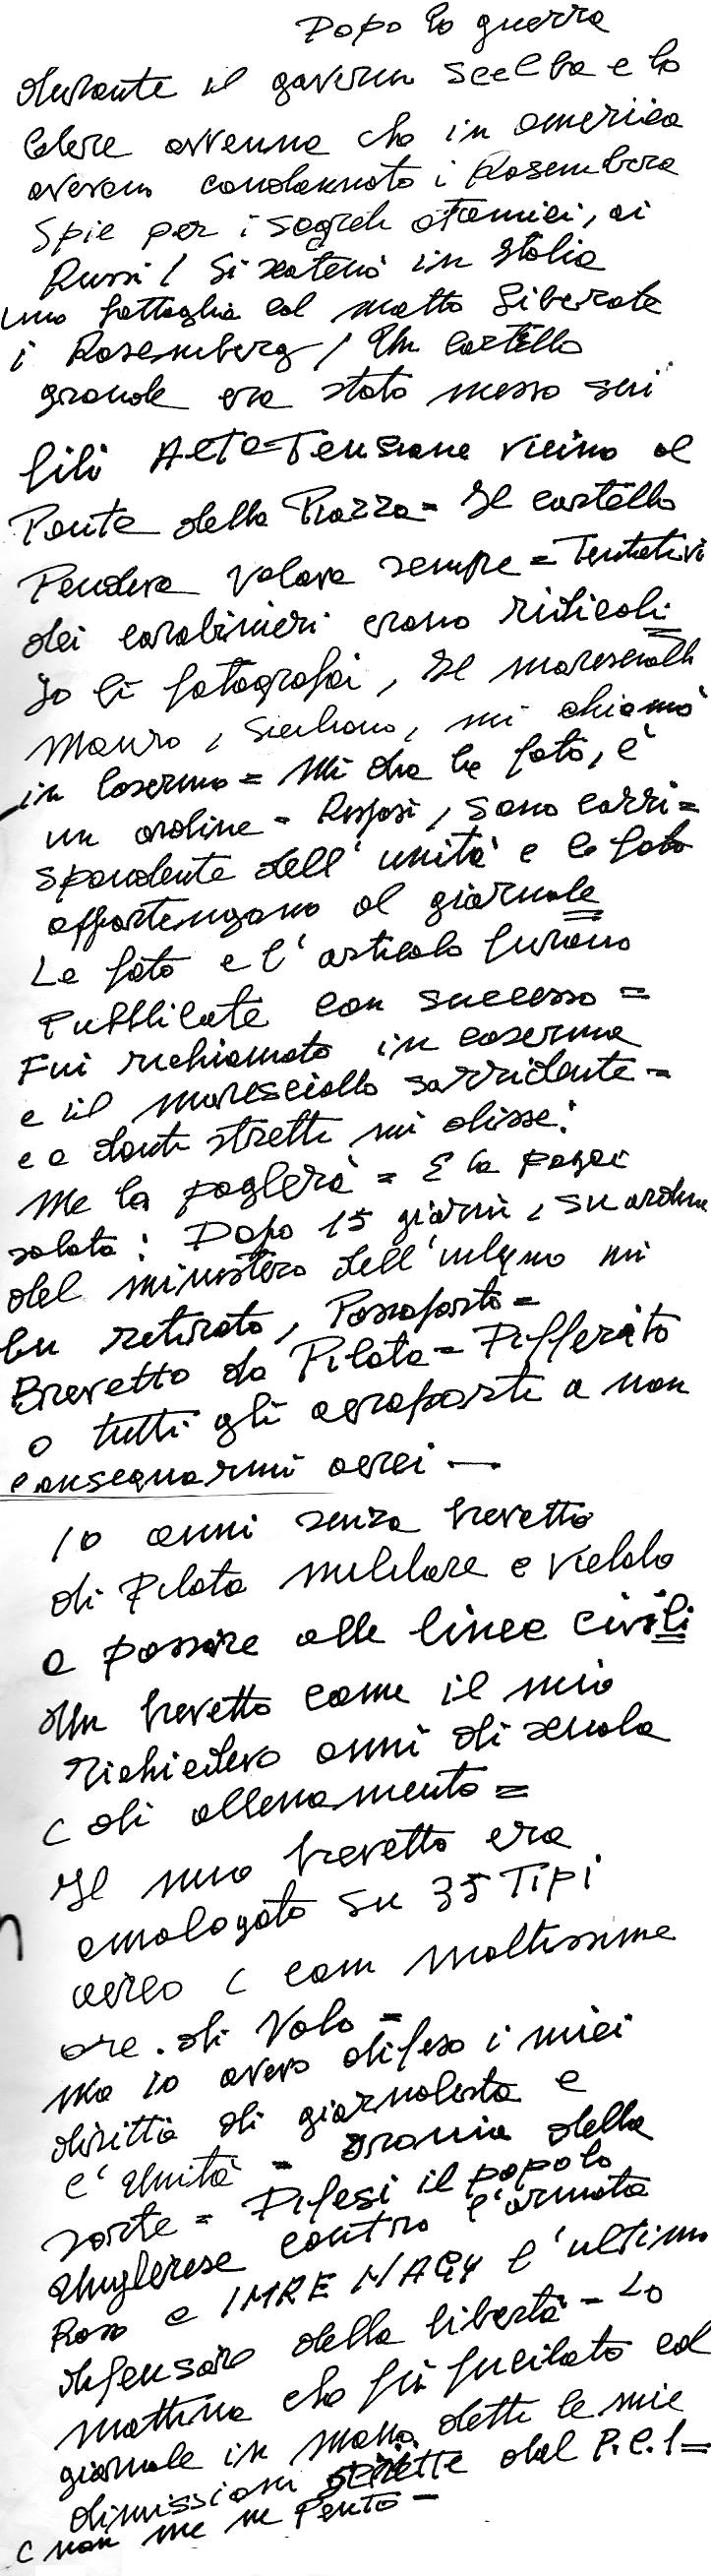 Dopo la guerra
durante il governo Scelba e la
Celere avvenne che in America
avevano condannato i Rosemberg
Spie per i segreti atomici, ai
Russi / Si scatenò in Italia
una battaglia col motto Liberate
i Rosemberg / Un cartello
grande era stato messo sui
fili Alta-Tensione vicino al
Ponte della Piazza = Il cartello
Pendeva volava sempre = Tentativi
dei carabinieri erano ridicoli
Io li fotografai, Il maresciallo
Mauro, siciliano, mi chiamò
in caserma = Mi dia le foto, è
un ordine - Risposi, sono corri=
spondente dell'unità e le foto
appartengono al giornale
Le foto e l'articolo furono
Pubblicate con successo =
Fui richiamato in caserma
e il maresciallo sorridente =
e a denti stretti mi disse:
Me la pagherà = E la pagai
salata: Dopo 15 giorni, su ordine
del ministero dell'interno mi
fu ritirato, Passaporto =
Brevetto da Pilota = Differito
a tutti gli aeroporti a non
consegnarmi aerei —
10 anni senza brevetto
di Pilota militare e vietato
a passare alle linee civili
Un brevetto come il mio
richiedeva anni di scuola
e di allenamento =
Il mio brevetto era
omologato su 35 Tipi
aereo e con moltissime
ore di Volo =
Ma io avevo difeso i miei
diritti di giornalista e
l'Unità = ironia della
sorte = Difesi il popolo
Unglerese contro l'armata
Rossa e IMRE NAGY l'ultimo
difensore della libertà - La
mattina che fu fucilato col
giornale in mano detti le mie
dimissioni scritte dal P.C.I =
e non me ne Pento -